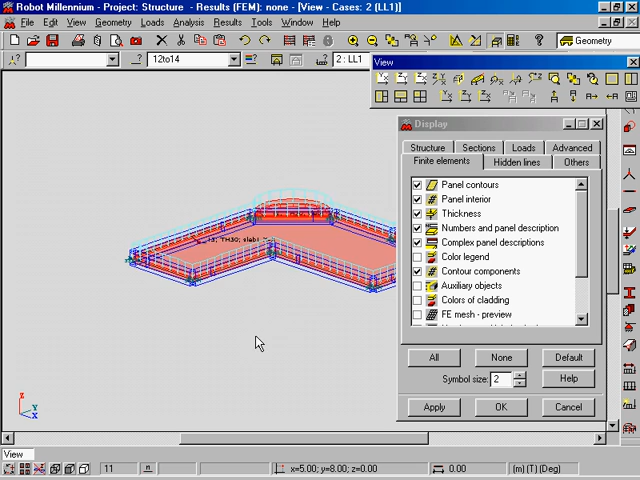 Robot Millennium - Project: Structure - Results (FEM): none - [View - Cases: 2 (LL1)]
File Edit View Geometry Loads Analysis Results Tools Window Help
Geometry
12to14 2 : LL1
View
Display
Structure Sections Loads Advanced
Finite elements Hidden lines Others
Panel contours
Panel interior
Thickness
Numbers and panel description
Complex panel descriptions
Color legend
Contour components
Auxiliary objects
Colors of cladding
FE mesh - preview
All None Default
Symbol size: 2 Help
Apply OK Cancel
Z
Y
X
View
11 x=5.00; y=8.00; z=0.00 0.00 (m) (T) (Deg)